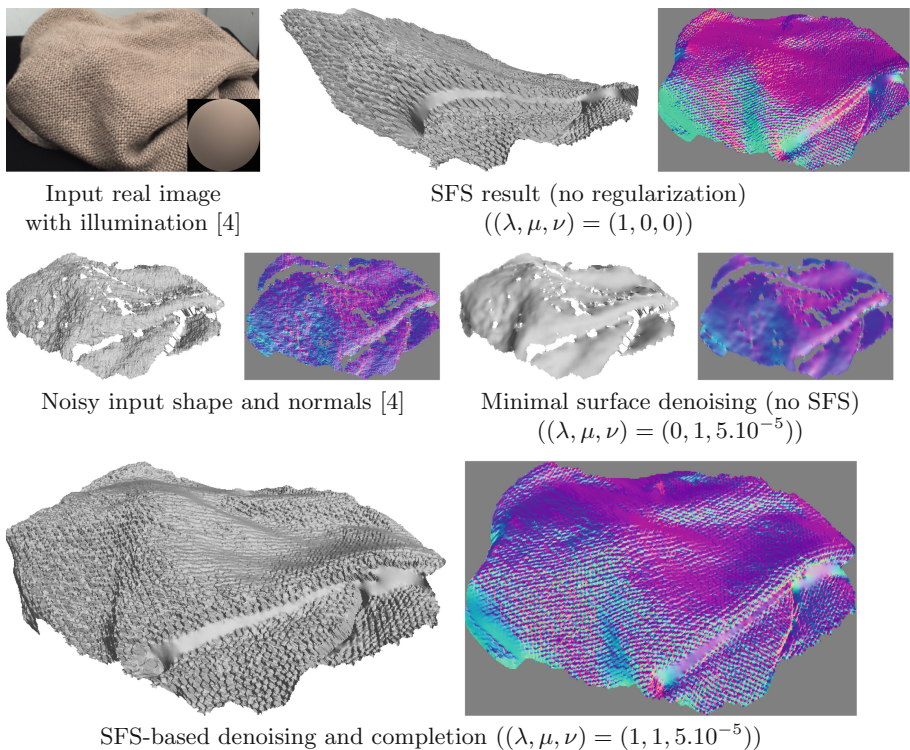 Input real image
with illumination [4]
SFS result (no regularization)
((λ, μ, ν) = (1, 0, 0))
Noisy input shape and normals [4]
Minimal surface denoising (no SFS)
((λ, μ, ν) = (0, 1, 5.10⁻⁵))
SFS-based denoising and completion ((λ, μ, ν) = (1, 1, 5.10⁻⁵))